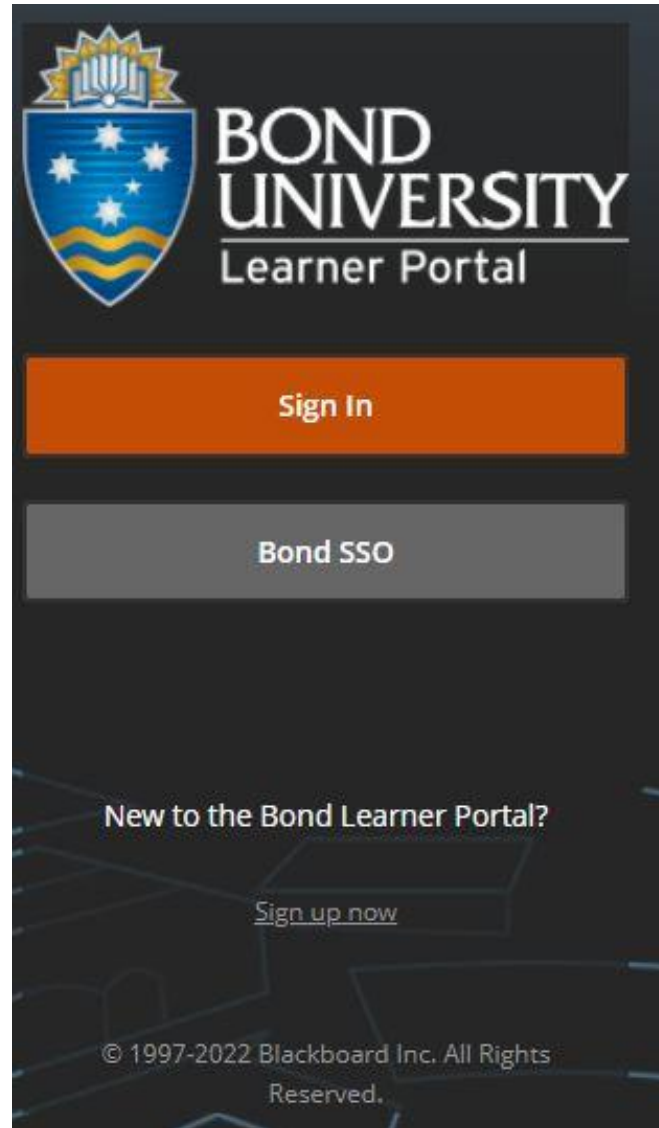 BOND
UNIVERSITY
Learner Portal
Sign In
Bond SSO
New to the Bond Learner Portal?
Sign up now
© 1997-2022 Blackboard Inc. All Rights
Reserved.